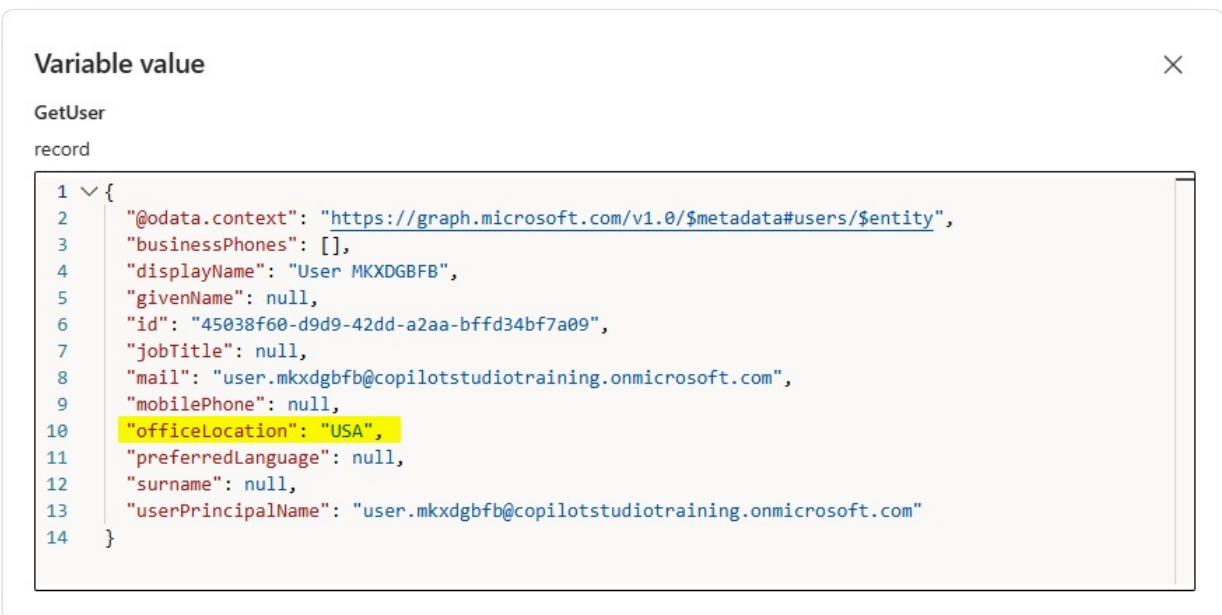 Variable value
GetUser
record
1 {
2 "@odata.context": "https://graph.microsoft.com/v1.0/$metadata#users/$entity",
3 "businessPhones": [],
4 "displayName": "User MKXDGBFB",
5 "givenName": null,
6 "id": "45038f60-d9d9-42dd-a2aa-bffd34bf7a09",
7 "jobTitle": null,
8 "mail": "user.mkxdgbfb@copilotstudiotraining.onmicrosoft.com",
9 "mobilePhone": null,
10 "officeLocation": "USA",
11 "preferredLanguage": null,
12 "surname": null,
13 "userPrincipalName": "user.mkxdgbfb@copilotstudiotraining.onmicrosoft.com"
14 }